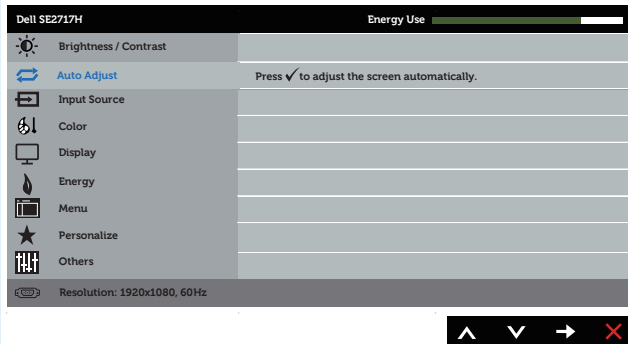 Dell SE2717H Energy Use
Brightness / Contrast
Auto Adjust Press ✓ to adjust the screen automatically.
Input Source
Color
Display
Energy
Menu
Personalize
Others
Resolution: 1920x1080, 60Hz